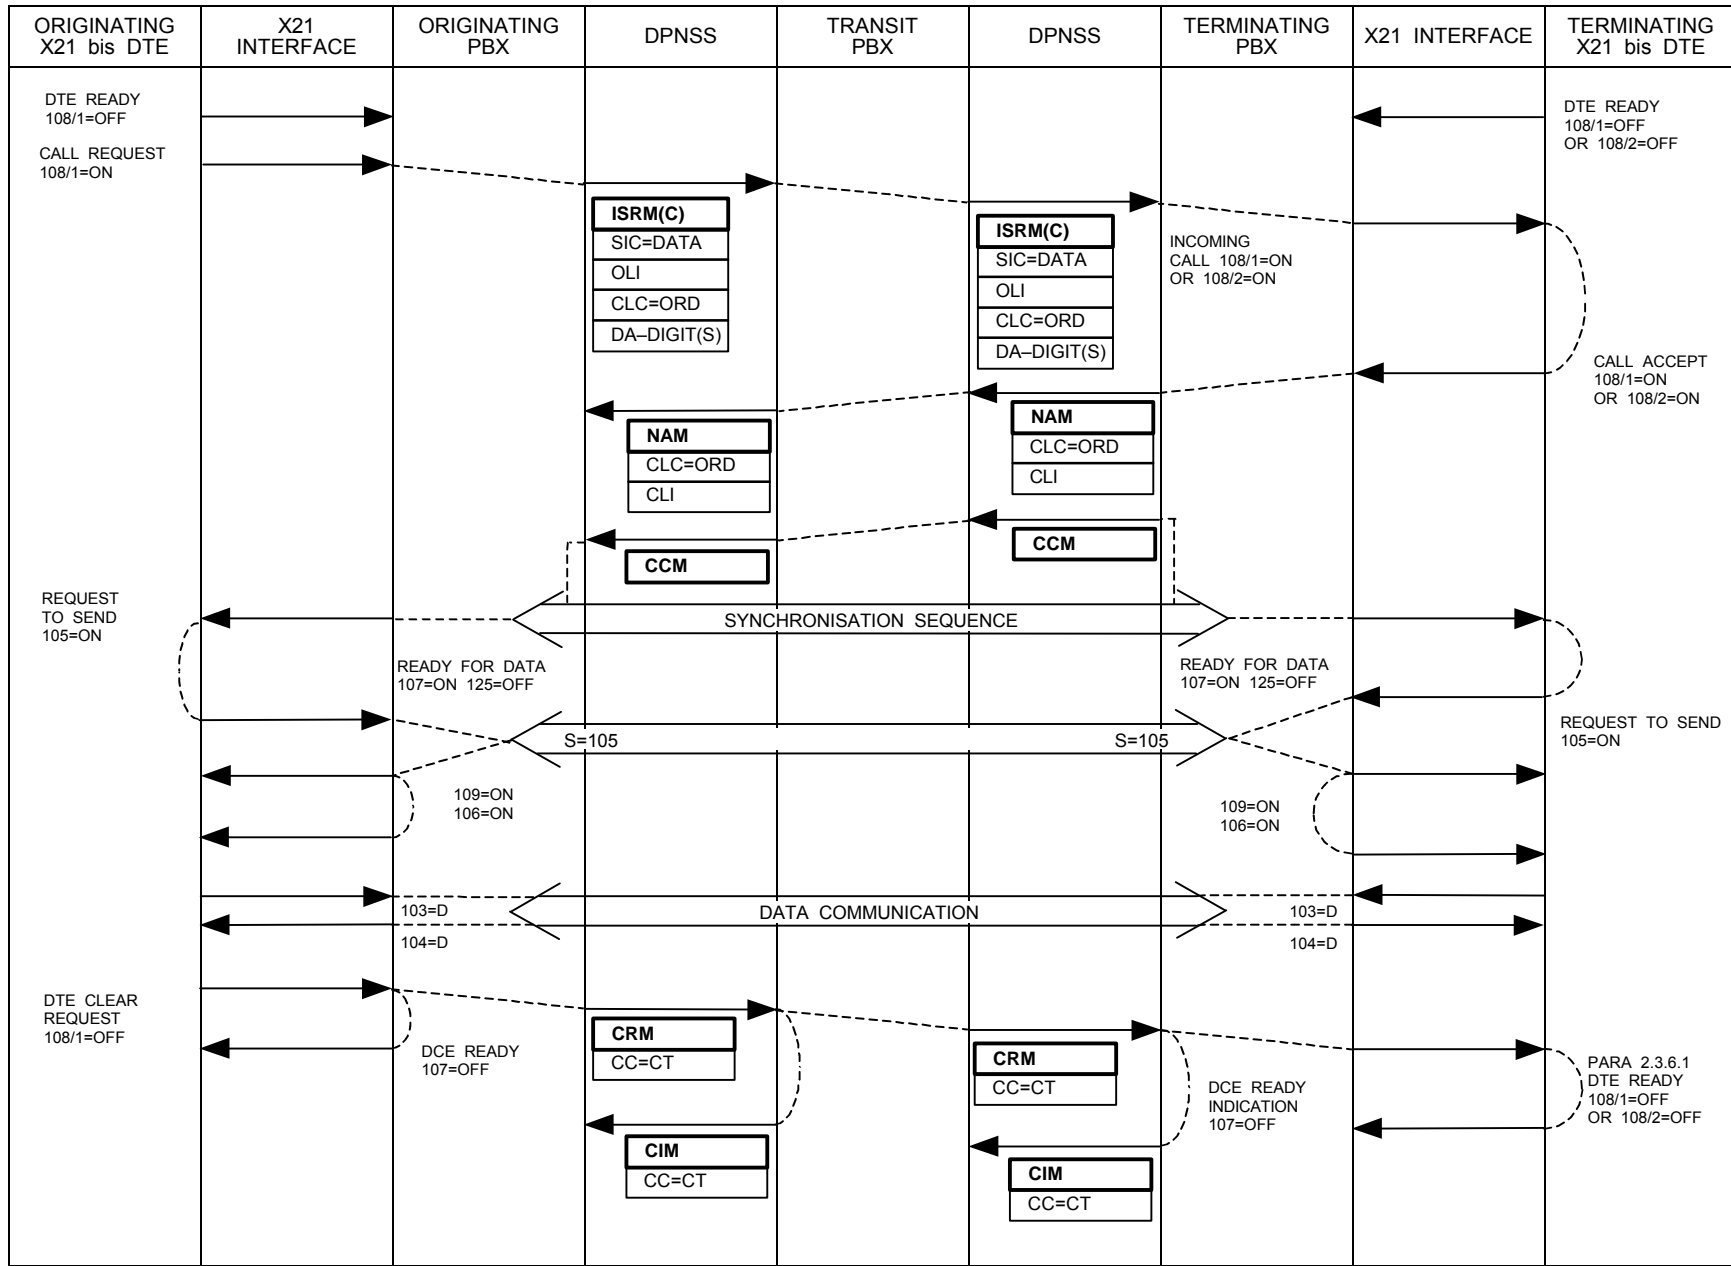 ORIGINATING
X21 bis DTE
X21
INTERFACE
ORIGINATING
PBX
DPNSS
TRANSIT
PBX
DPNSS
TERMINATING
PBX
X21 INTERFACE
TERMINATING
X21 bis DTE
DTE READY
108/1=OFF
DTE READY
108/1=OFF
OR 108/2=OFF
CALL REQUEST
108/1=ON
ISRM(C)
SIC=DATA
OLI
CLC=ORD
DA–DIGIT(S)
ISRM(C)
SIC=DATA
OLI
CLC=ORD
DA–DIGIT(S)
INCOMING
CALL 108/1=ON
OR 108/2=ON
CALL ACCEPT
108/1=ON
OR 108/2=ON
NAM
CLC=ORD
CLI
NAM
CLC=ORD
CLI
CCM
CCM
REQUEST
TO SEND
105=ON
SYNCHRONISATION SEQUENCE
READY FOR DATA
107=ON 125=OFF
READY FOR DATA
107=ON 125=OFF
REQUEST TO SEND
105=ON
S=105
S=105
109=ON
106=ON
109=ON
106=ON
103=D
DATA COMMUNICATION
103=D
104=D
104=D
DTE CLEAR
REQUEST
108/1=OFF
DCE READY
107=OFF
CRM
CC=CT
CRM
CC=CT
DCE READY
INDICATION
107=OFF
PARA 2.3.6.1
DTE READY
108/1=OFF
OR 108/2=OFF
CIM
CC=CT
CIM
CC=CT